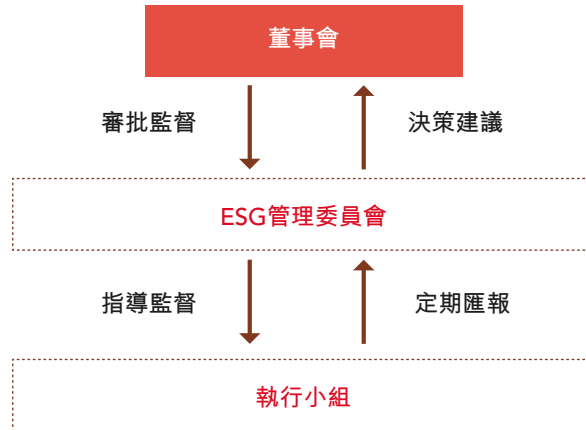 董事會
審批監督
決策建議
ESG管理委員會
指導監督
定期匯報
執行小組